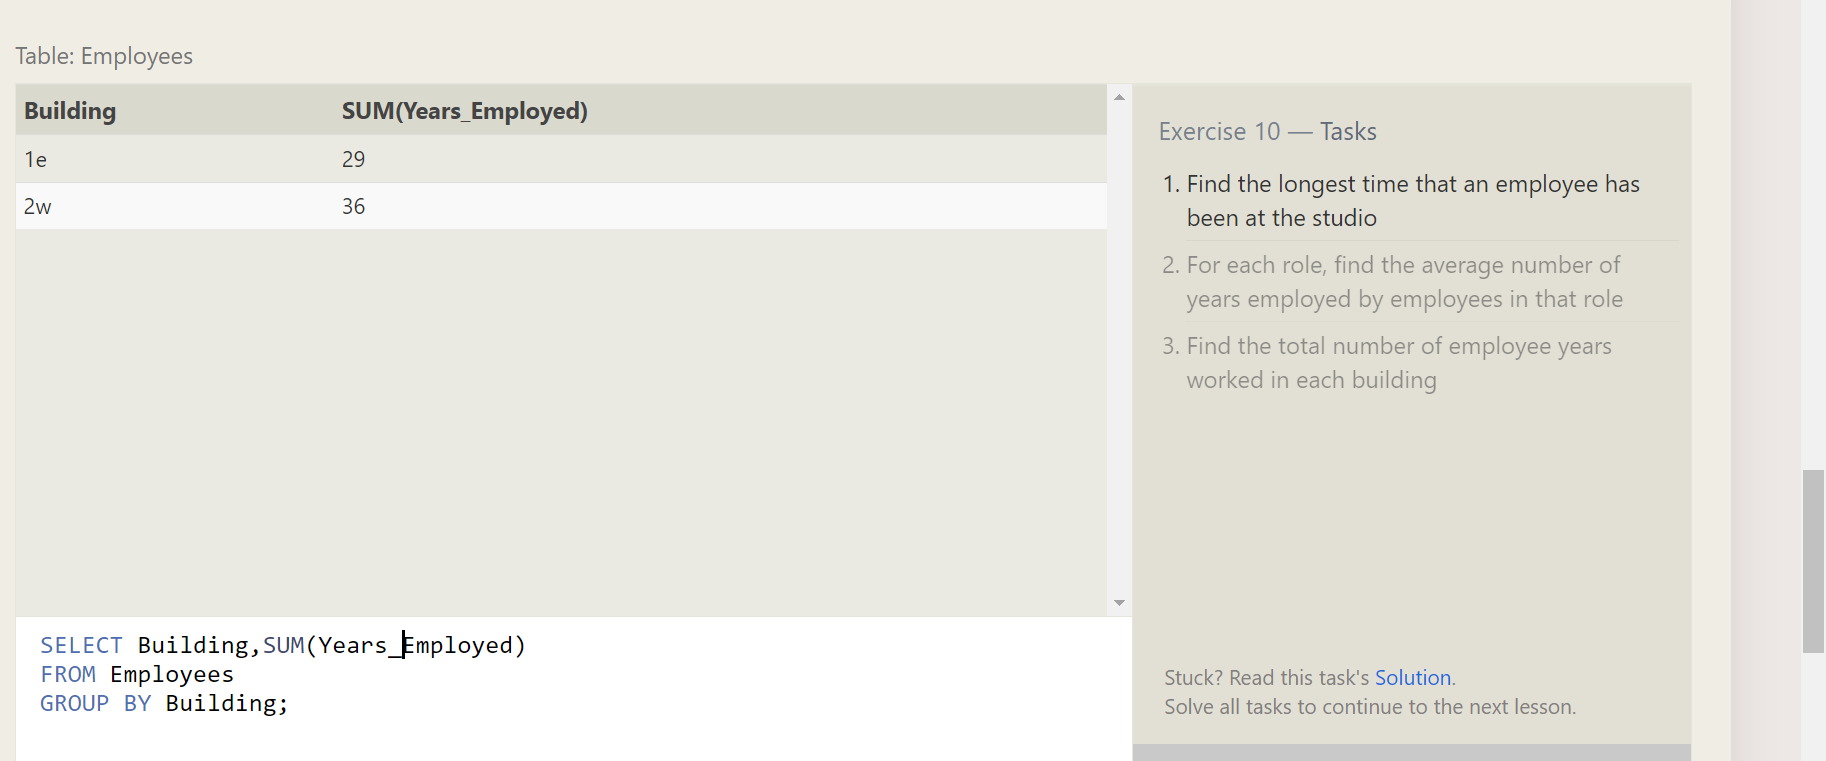 Table: Employees
Building SUM(Years_Employed)
1e 29
2w 36
SELECT Building,SUM(Years_Employed)
FROM Employees
GROUP BY Building;
Exercise 10 — Tasks
1. Find the longest time that an employee has
been at the studio
2. For each role, find the average number of
years employed by employees in that role
3. Find the total number of employee years
worked in each building
Stuck? Read this task's Solution.
Solve all tasks to continue to the next lesson.